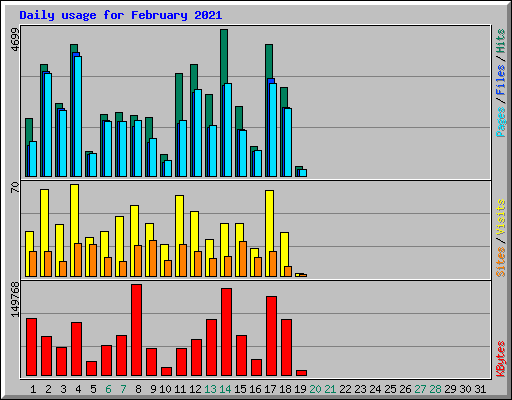 Daily usage for February 2021
4699
Pages/Files/Hits
70
Sites/Visits
149768
KBytes
1 2 3 4 5 6 7 8 9 10 11 12 13 14 15 16 17 18 19 20 21 22 23 24 25 26 27 28 29 30 31